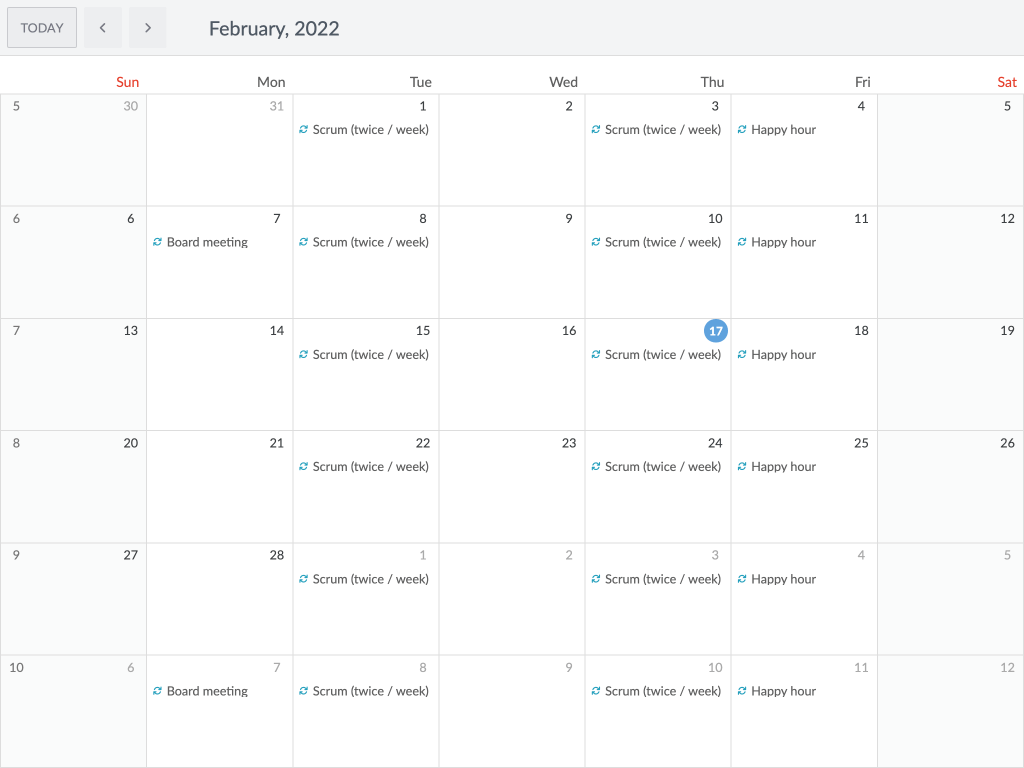 TODAY
February, 2022
Sun Mon Tue Wed Thu Fri Sat
5 30 31 1 2 3 4 5
Scrum (twice / week) Scrum (twice / week) Happy hour
6 6 7 8 9 10 11 12
Board meeting Scrum (twice / week) Scrum (twice / week) Happy hour
7 13 14 15 16 17 18 19
Scrum (twice / week) Scrum (twice / week) Happy hour
8 20 21 22 23 24 25 26
Scrum (twice / week) Scrum (twice / week) Happy hour
9 27 28 1 2 3 4 5
Scrum (twice / week) Scrum (twice / week) Happy hour
10 6 7 8 9 10 11 12
Board meeting Scrum (twice / week) Scrum (twice / week) Happy hour